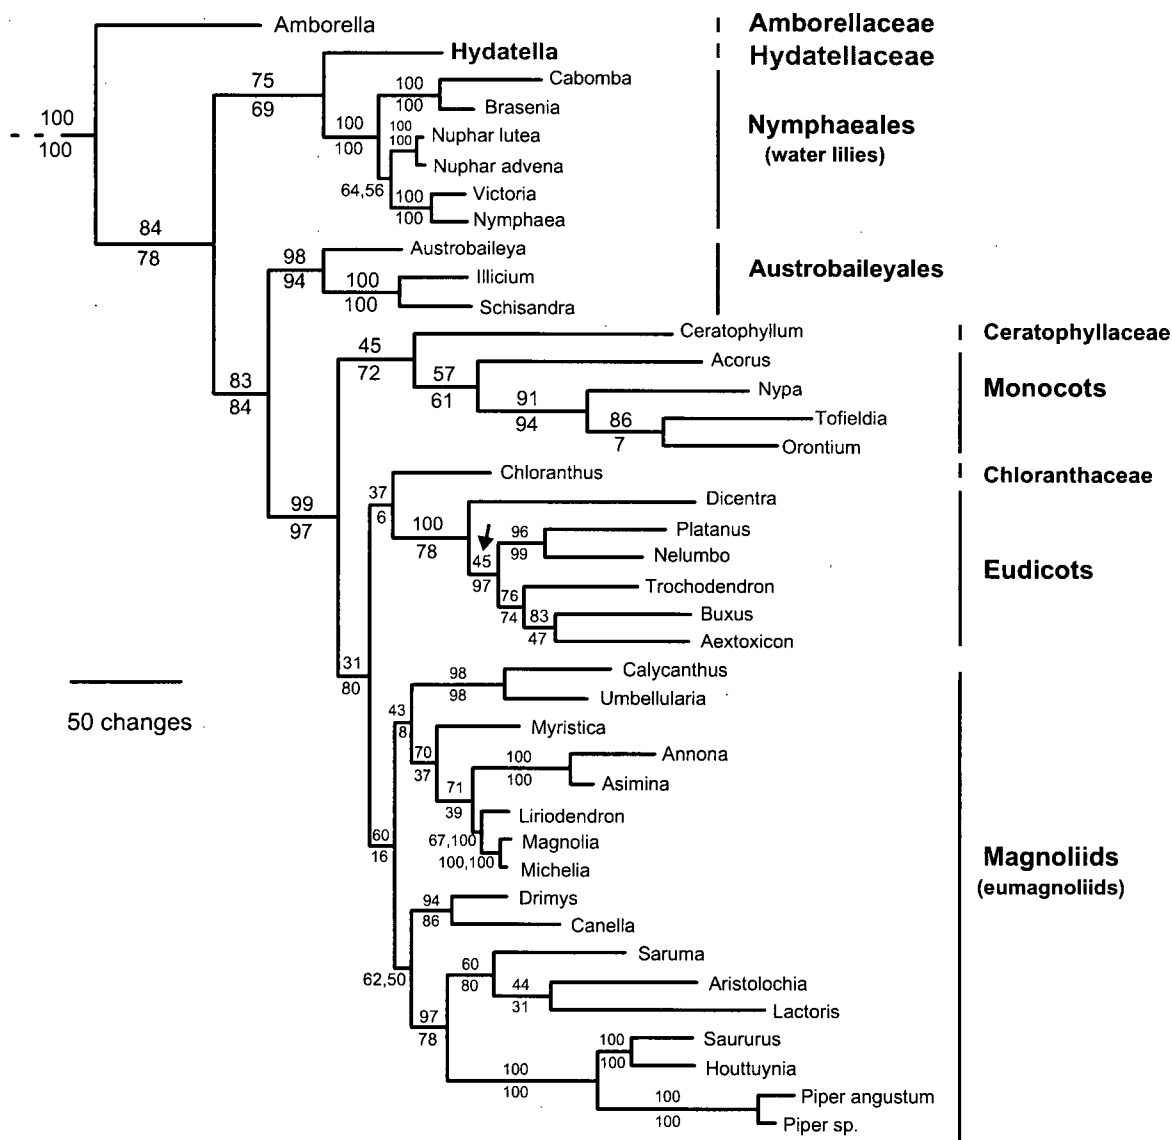 Amborella
Amborellaceae
Hydatella
Hydatellaceae
75
69
Cabomba
100
100
Brasenia
100
100
Nymphaeales
(water lilies)
100
100
Nuphar lutea
100
100
Nuphar advena
64,56
Victoria
100
100
Nymphaea
84
78
Austrobaileya
98
94
Illicium
100
100
Schisandra
Austrobaileyales
Ceratophyllum
Ceratophyllaceae
45
72
Acorus
57
61
Monocots
Nypa
83
84
91
94
Tofieldia
86
7
Orontium
Chloranthus
Chloranthaceae
37
6
Dicentra
99
97
100
78
Platanus
96
99
Nelumbo
45
97
Eudicots
Trochodendron
76
74
Buxus
83
47
Aextoxicon
31
80
Calycanthus
98
98
Umbellularia
50 changes
43
8
Myristica
70
37
Annona
100
100
Asimina
71
39
Liriodendron
67,100
Magnolia
100,100
Michelia
60
16
Magnoliids
(eumagnoliids)
Drimys
94
86
Canella
Saruma
60
80
62,50
Aristolochia
44
31
Lactoris
97
78
Saururus
100
100
Houttuynia
100
100
Piper angustum
100
100
Piper sp.